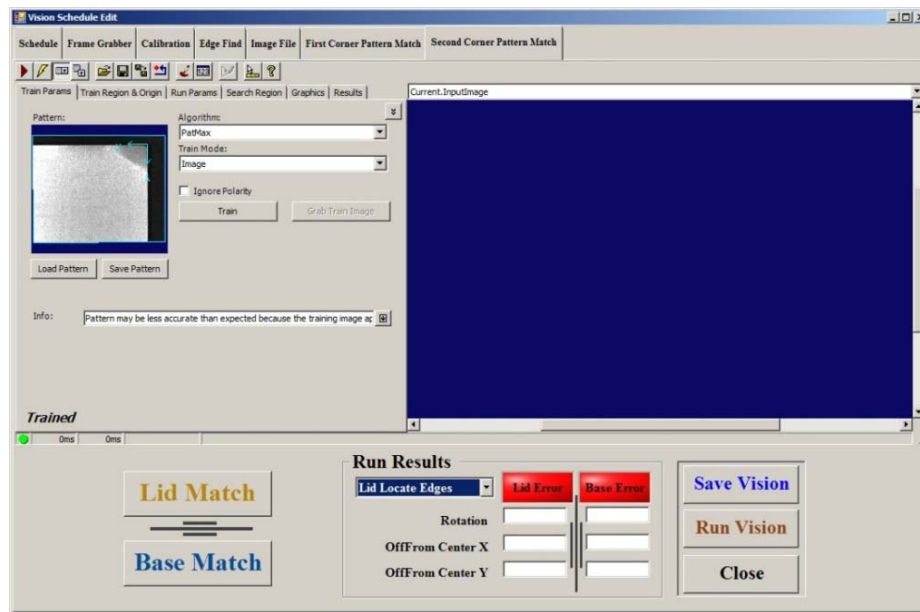 Vision Schedule Edit
Schedule Frame Grabber Calibration Edge Find Image File First Corner Pattern Match Second Corner Pattern Match
Train Params Train Region & Origin Run Params Search Region Graphics Results
Current.InputImage
Pattern:
Algorithm:
PatMax
Train Mode:
Image
Ignore Polarity
Train Grab Train Image
Load Pattern Save Pattern
Info: Pattern may be less accurate than expected because the training image ap
Trained
0ms 0ms
Lid Match
Base Match
Run Results
Lid Locate Edges Lid Error Base Error
Rotation
OffFrom Center X
OffFrom Center Y
Save Vision
Run Vision
Close